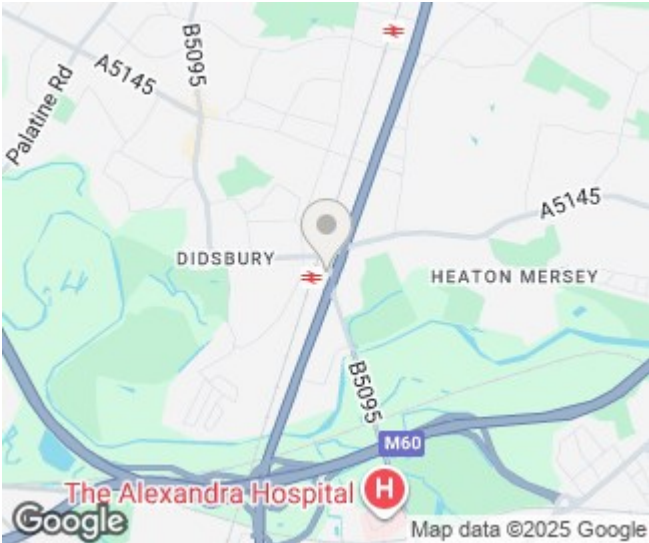 B5095
A5145
Palatine Rd
A5145
DIDSBURY
HEATON MERSEY
B5095
M60
The Alexandra Hospital
H
Google
Map data ©2025 Google